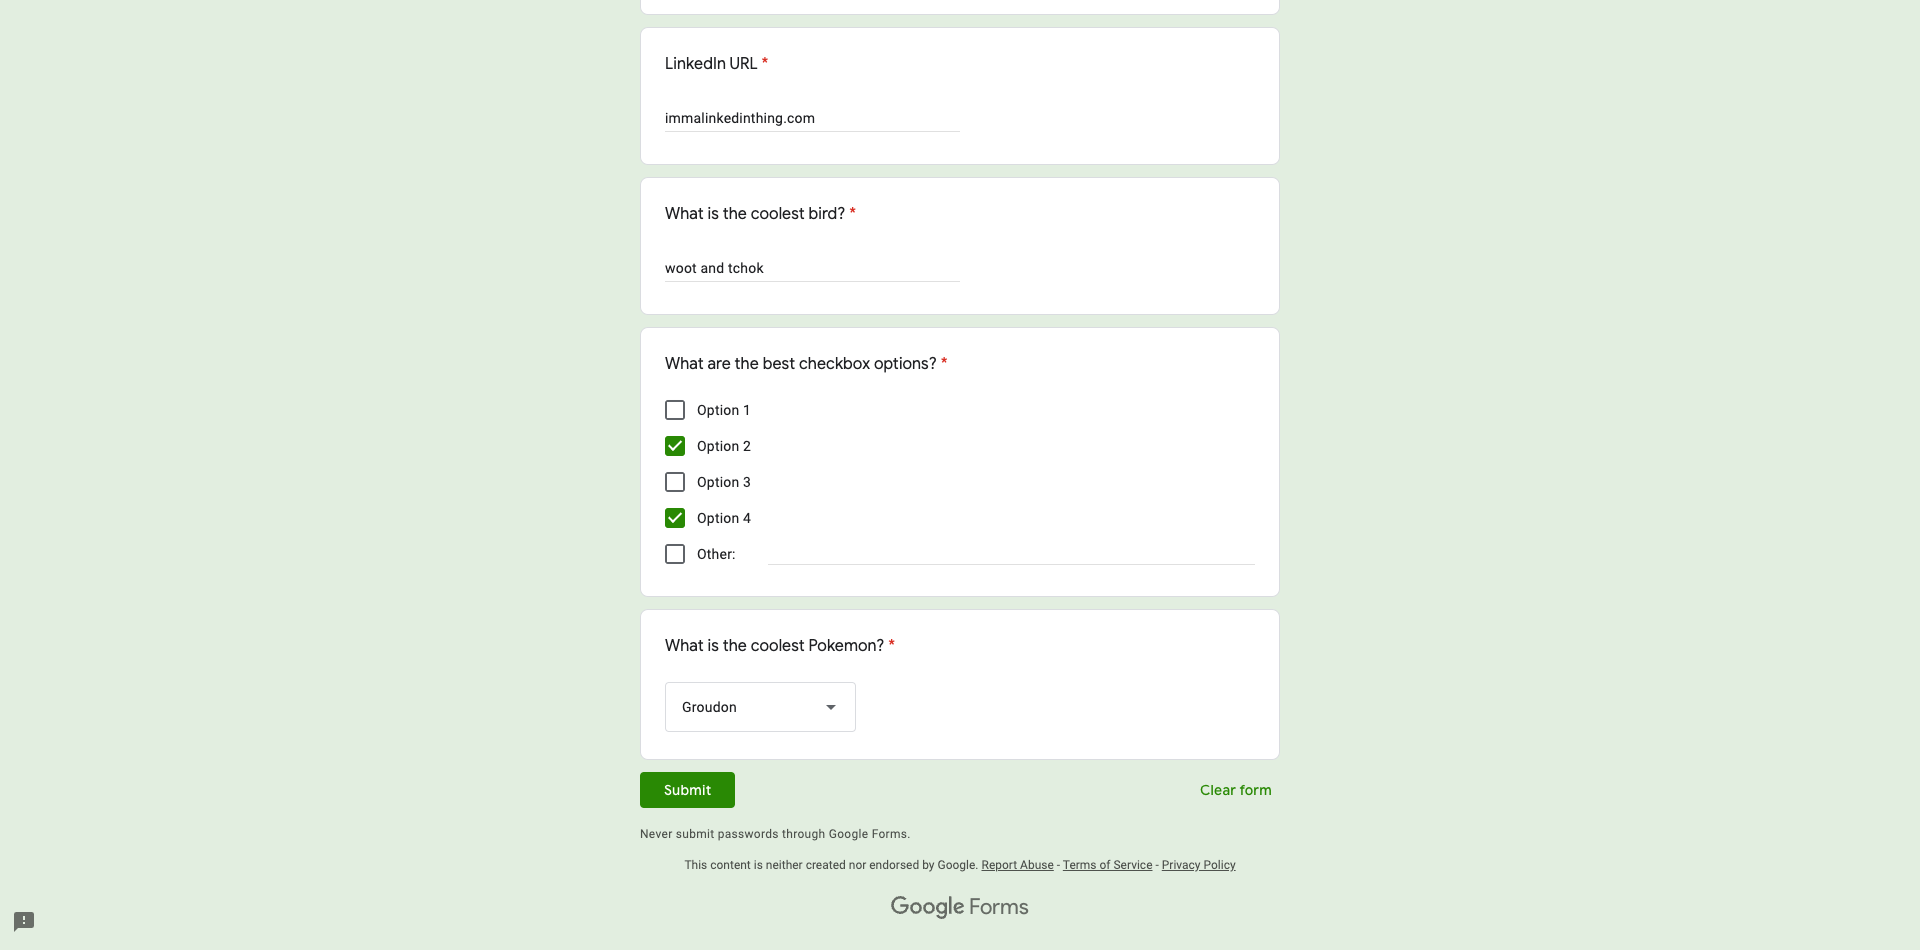 LinkedIn URL *
immalinkedinthing.com
What is the coolest bird? *
woot and tchok
What are the best checkbox options? *
Option 1
Option 2
Option 3
Option 4
Other:
What is the coolest Pokemon? *
Groudon
Submit Clear form
Never submit passwords through Google Forms.
This content is neither created nor endorsed by Google. Report Abuse - Terms of Service - Privacy Policy
Google Forms